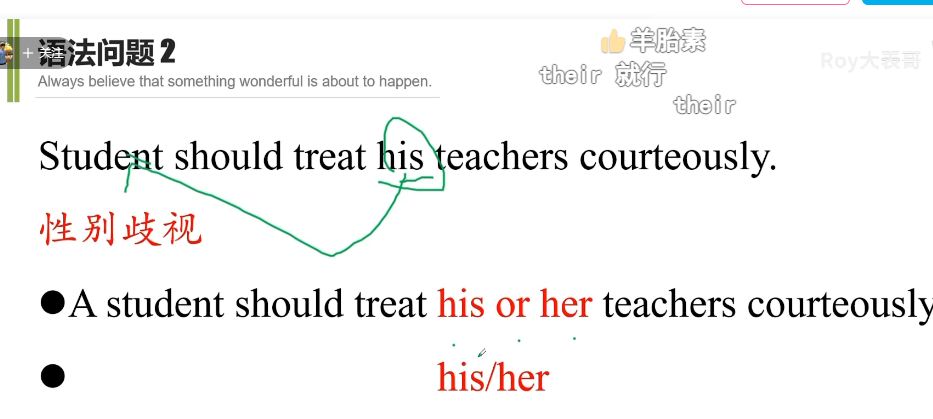 + 关注
语法问题 2
Always believe that something wonderful is about to happen.
羊胎素
their 就行
their
Roy大表哥
Student should treat his teachers courteously.
性别歧视
●A student should treat his or her teachers courteously
● his/her